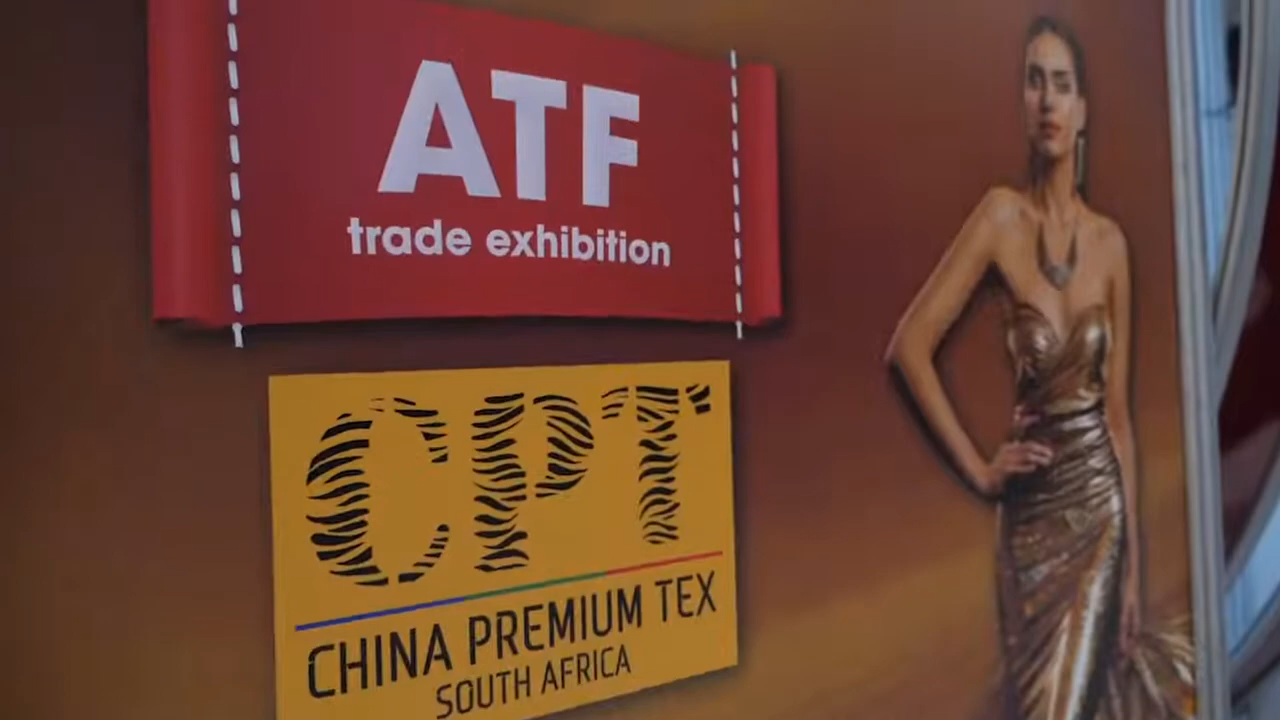 ATF
trade exhibition
CPT
CHINA PREMIUM TEX
SOUTH AFRICA